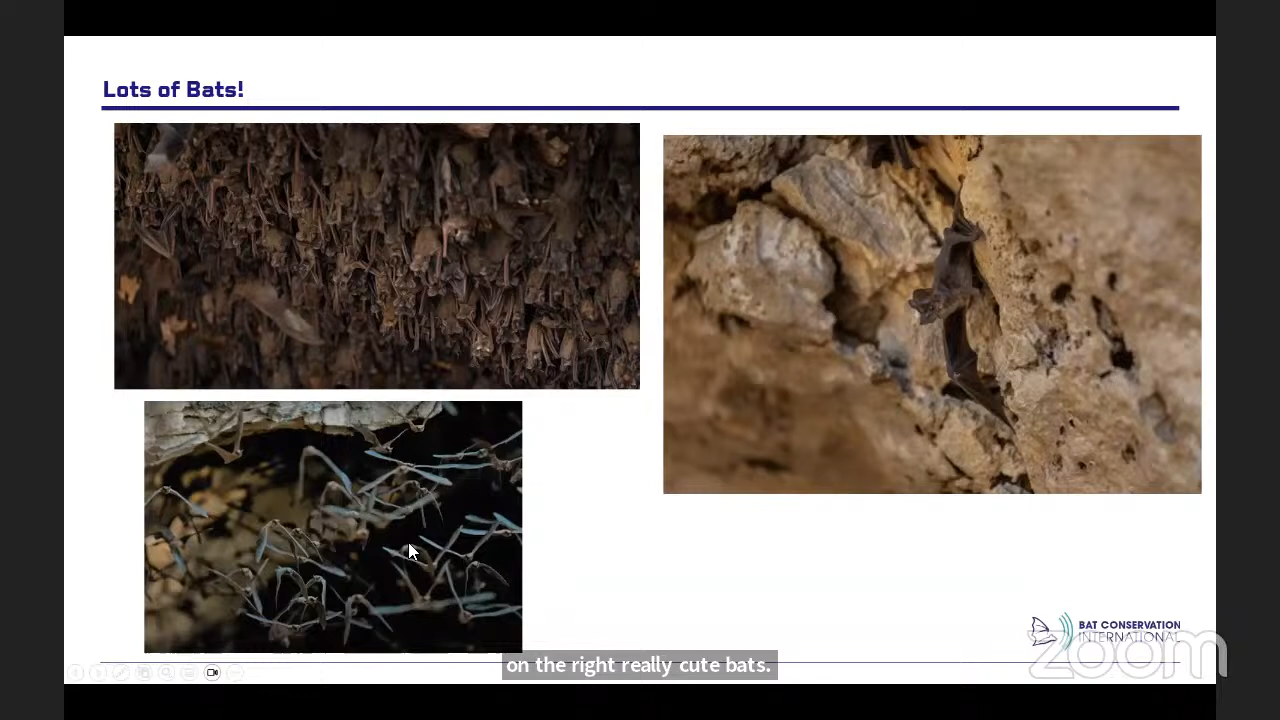 Lots of Bats!
BAT CONSERVATION
INTERNATIONAL
zoom
on the right really cute bats.